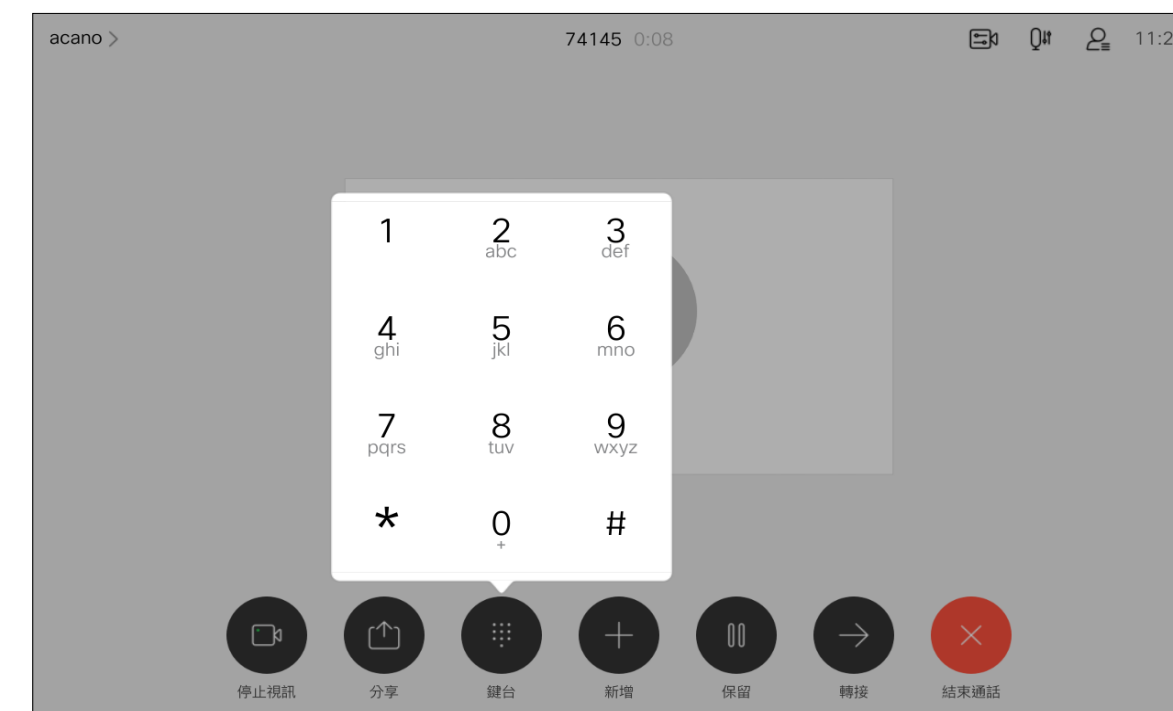 acano >
74145 0:08
11:2
1
2
abc
3
def
4
ghi
5
jkl
6
mno
7
pqrs
8
tuv
9
wxyz
*
0
+
#
停止視訊
分享
鍵台
新增
保留
轉接
結束通話